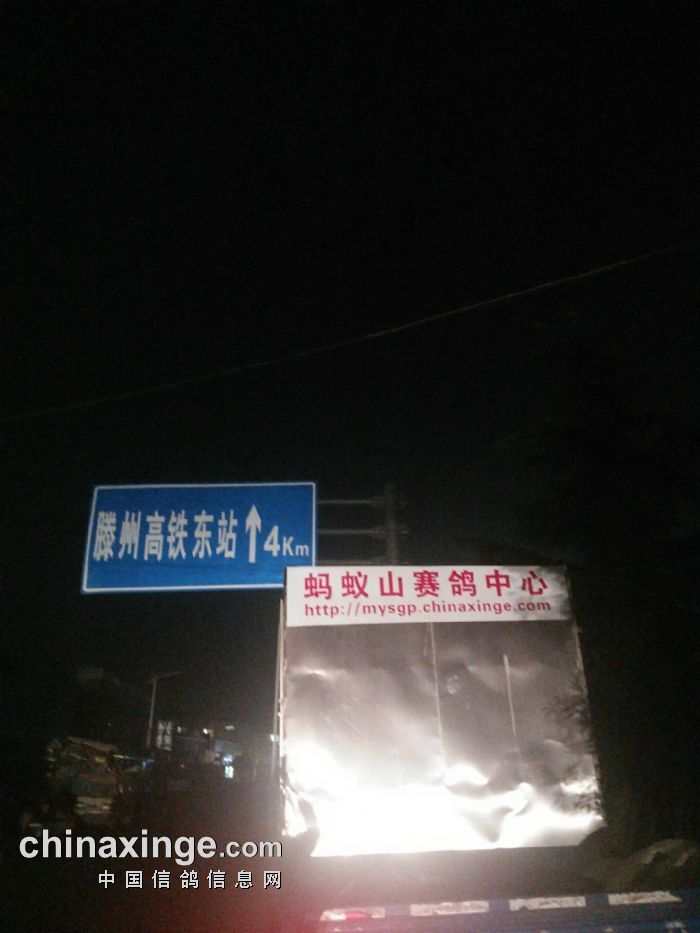 滕州高铁东站 ↑ 4Km
蚂蚁山赛鸽中心
http://mysgp.chinaxinge.com
chinaxinge.com
中国信鸽信息网